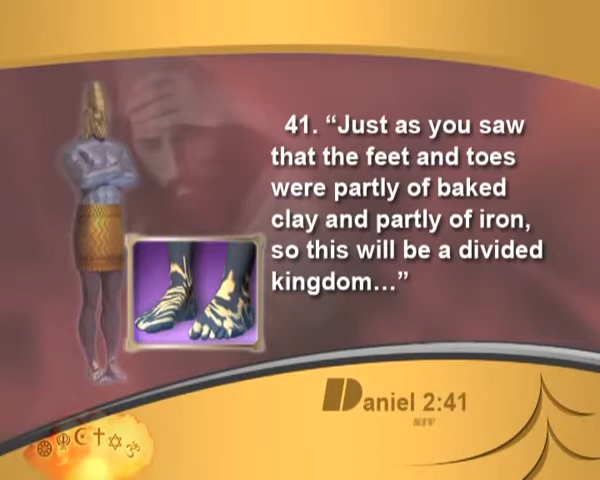 41. “Just as you saw
that the feet and toes
were partly of baked
clay and partly of iron,
so this will be a divided
kingdom…”
Daniel 2:41
NIV